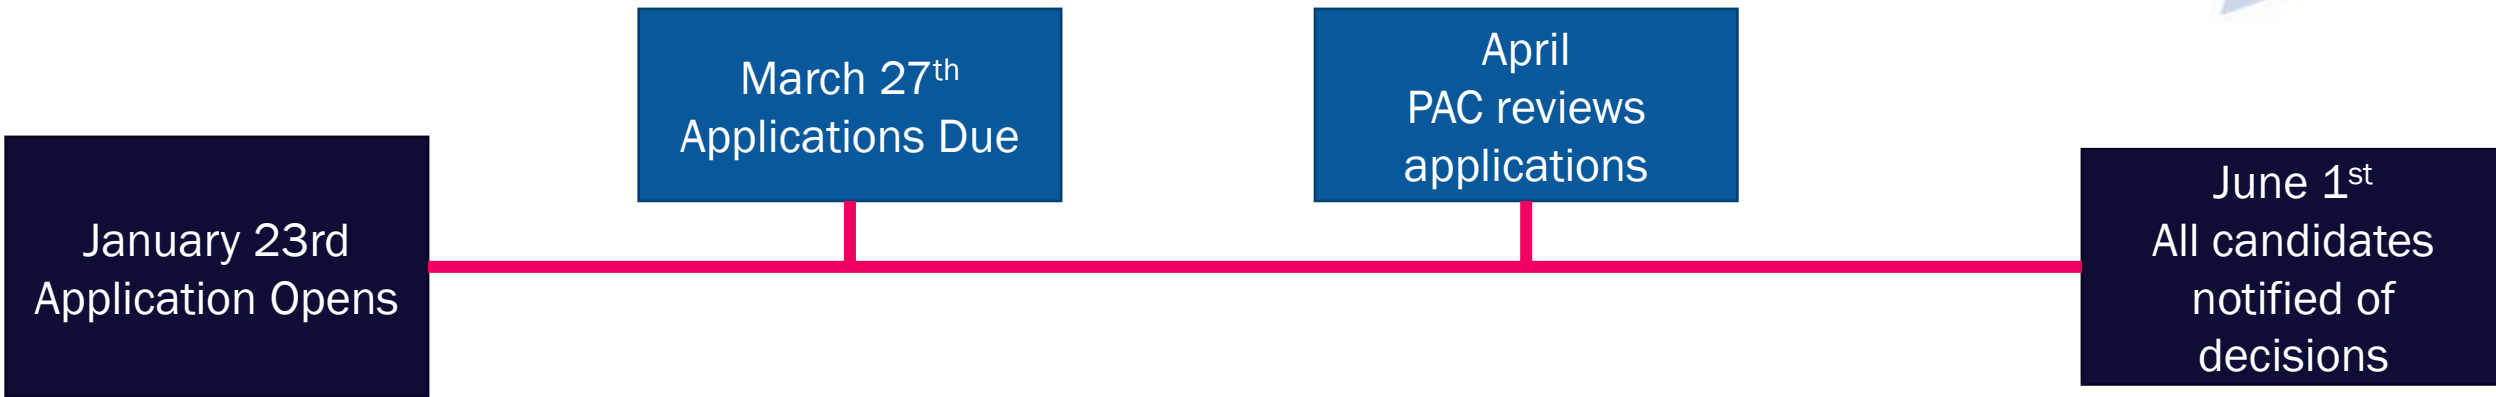 January 23rd
Application Opens
March 27th
Applications Due
April
PAC reviews
applications
June 1st
All candidates
notified of
decisions